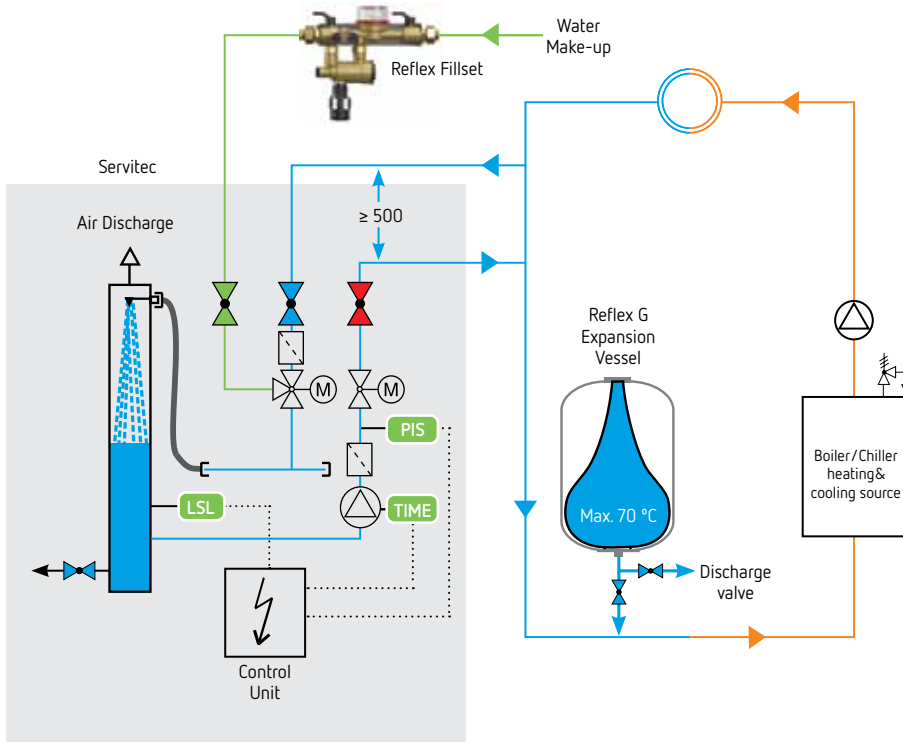 Water
Make-up
Reflex Fillset
Servitec
Air Discharge
≥ 500
Reflex G
Expansion
Vessel
M
M
PIS
Boiler/Chiller
heating&
cooling source
LSL
TIME
Max. 70 ºC
Discharge
valve
Control
Unit